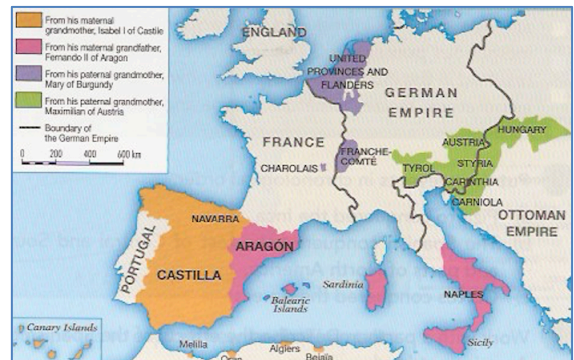 From his maternal
grandmother, Isabel I of Castile
From his maternal grandfather,
Fernando II of Aragon
From his paternal grandmother,
Mary of Burgundy
From his paternal grandmother,
Maximilian of Austria
Boundary of
the German Empire
0 200 400 600 km
ENGLAND
UNITED
PROVINCES AND
FLANDERS
GERMAN
EMPIRE
FRANCE
CHAROLAIS
FRANCHE-
COMTÉ
HUNGARY
AUSTRIA
TYROL
STYRIA
CARINTHIA
CARNIOLA
OTTOMAN
EMPIRE
NAVARRA
PORTUGAL
CASTILLA
ARAGÓN
Sardinia
Balearic
Islands
NAPLES
Sicily
Canary Islands
Melilla
Algiers
Bejaïa